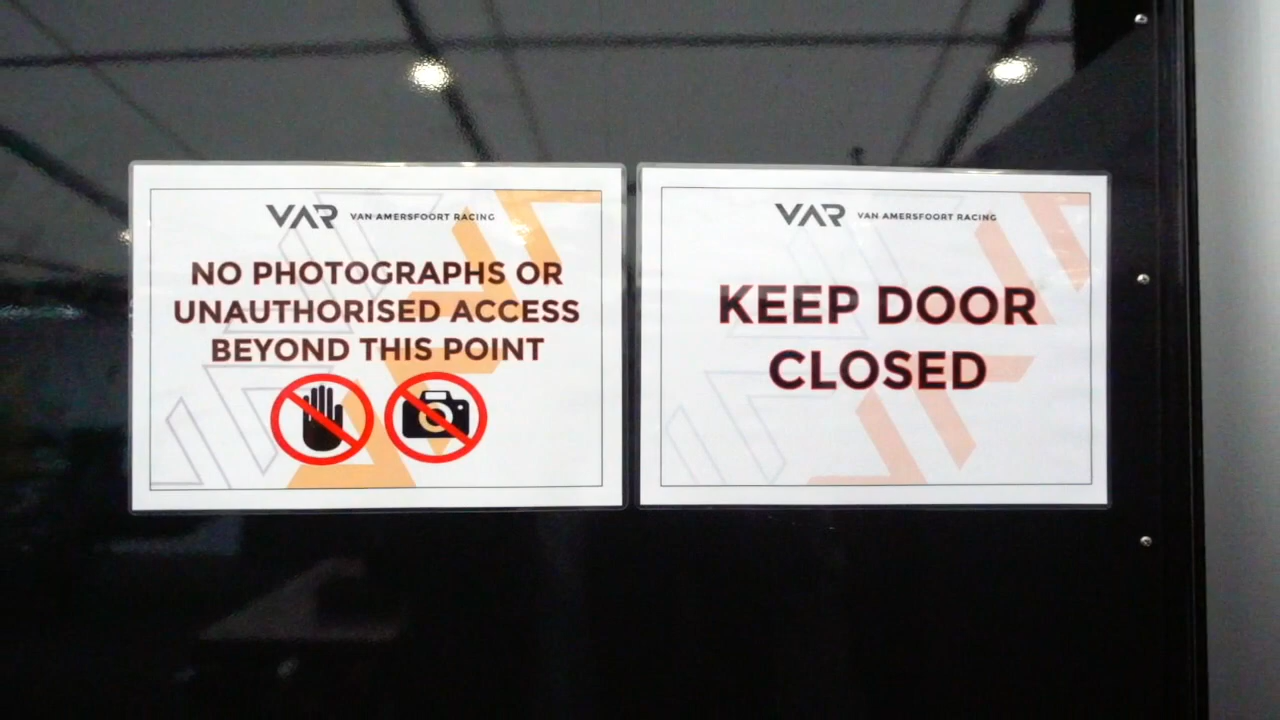 VAR VAN AMERSFOORT RACING
NO PHOTOGRAPHS OR
UNAUTHORISED ACCESS
BEYOND THIS POINT
VAR VAN AMERSFOORT RACING
KEEP DOOR
CLOSED